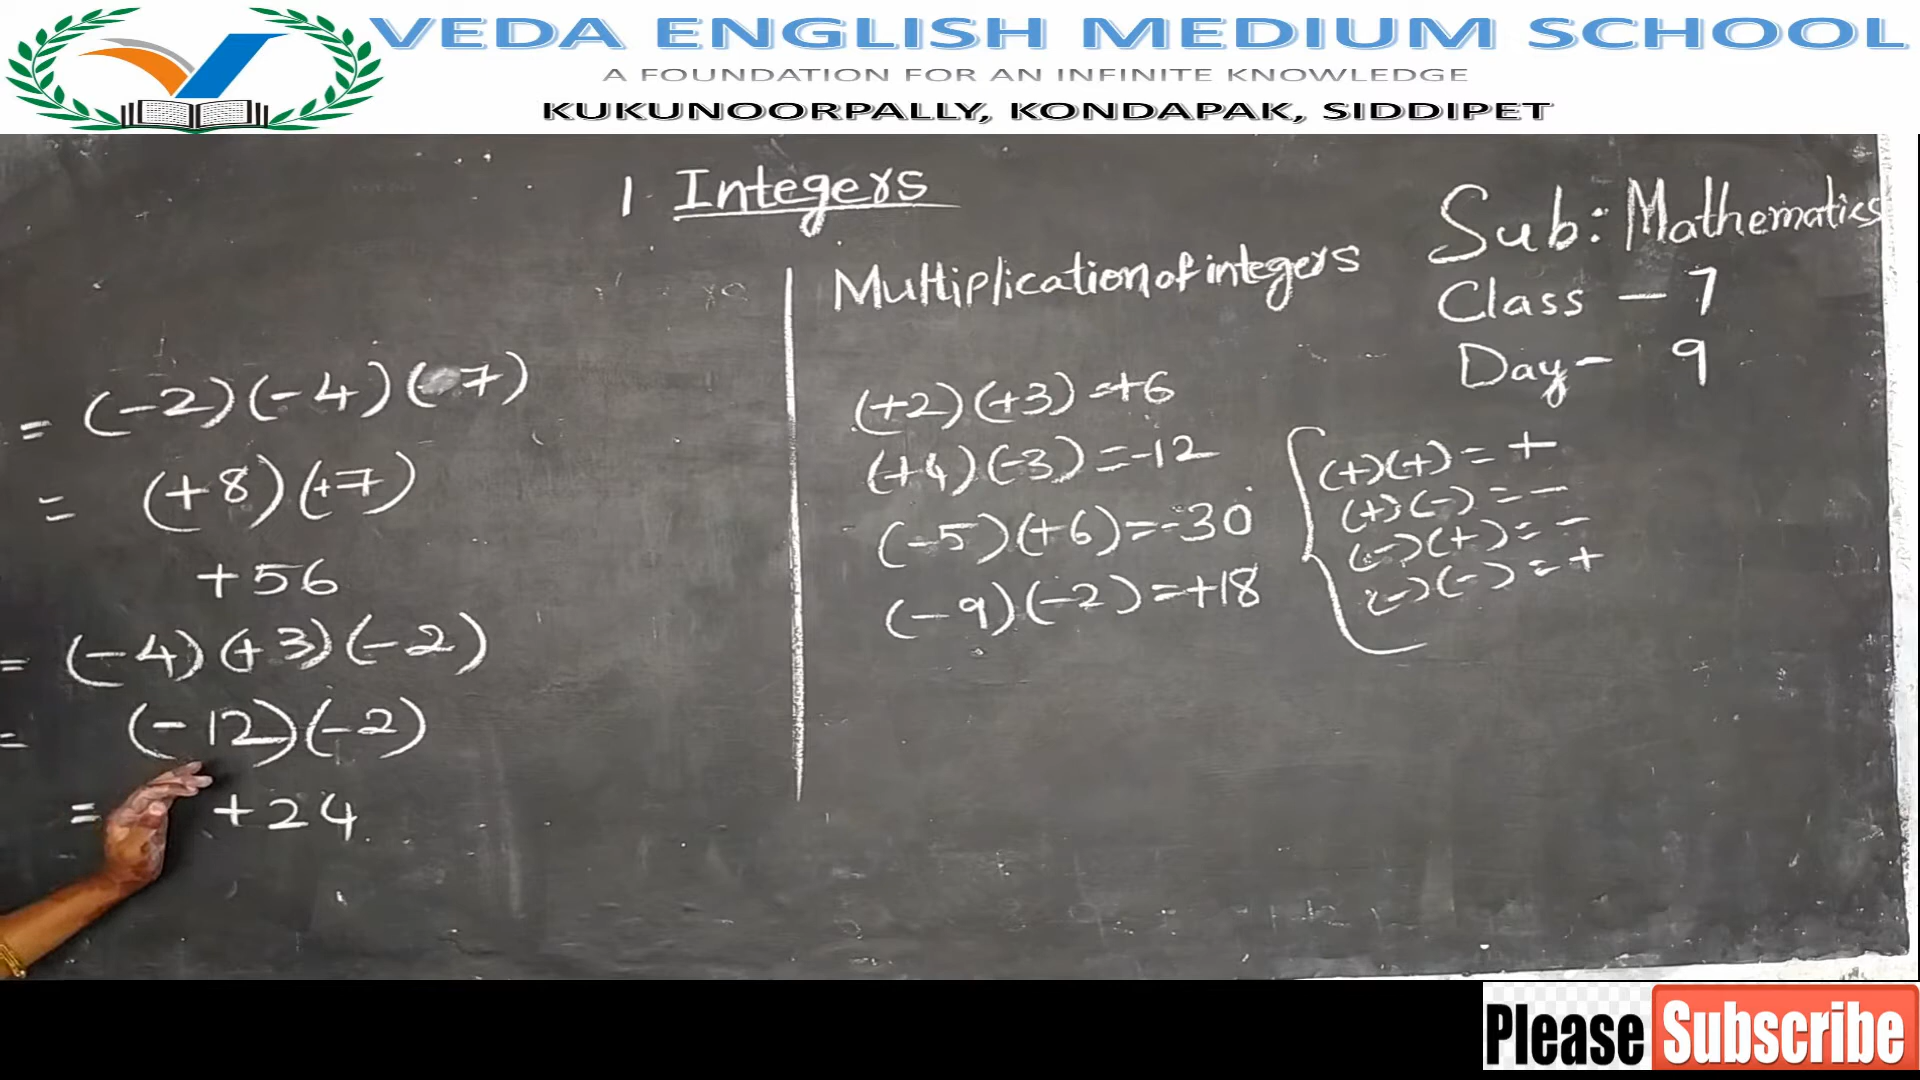 VEDA ENGLISH MEDIUM SCHOOL
A FOUNDATION FOR AN INFINITE KNOWLEDGE
KUKUNOORPALLY, KONDAPAK, SIDDIPET
1 Integers
Sub: Mathematics
Class - 7
Day - 9
= (-2)(-4)(-7)
= (+8)(+7)
+56
= (-4)(+3)(-2)
= (-12)(-2)
= +24
Multiplication of integers
(+2)(+3)=+6
(+4)(-3)=-12
(-5)(+6)=-30
(-9)(-2)=+18
(+)(+)=+
(+)(-)=-
(-)(+)=-
(-)(-)=+
Please Subscribe